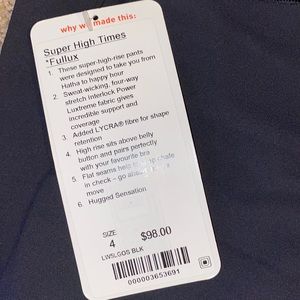 why we made this:
Super High Times
*Fullux
1. These super-high-rise pants
were designed to take you from
Hatha to happy hour
2. Sweat-wicking, four-way
stretch interlock Power
Luxtreme fabric gives
incredible support and
coverage
3. Added LYCRA® fibre for shape
retention
4. High rise sits above belly
button and pairs perfectly
with your favourite bra
5. Flat seams help chafe
in check – go ahead
move
6. Hugged Sensation
SIZE
4 $98.00
LW5LGOS BLK
000003653691